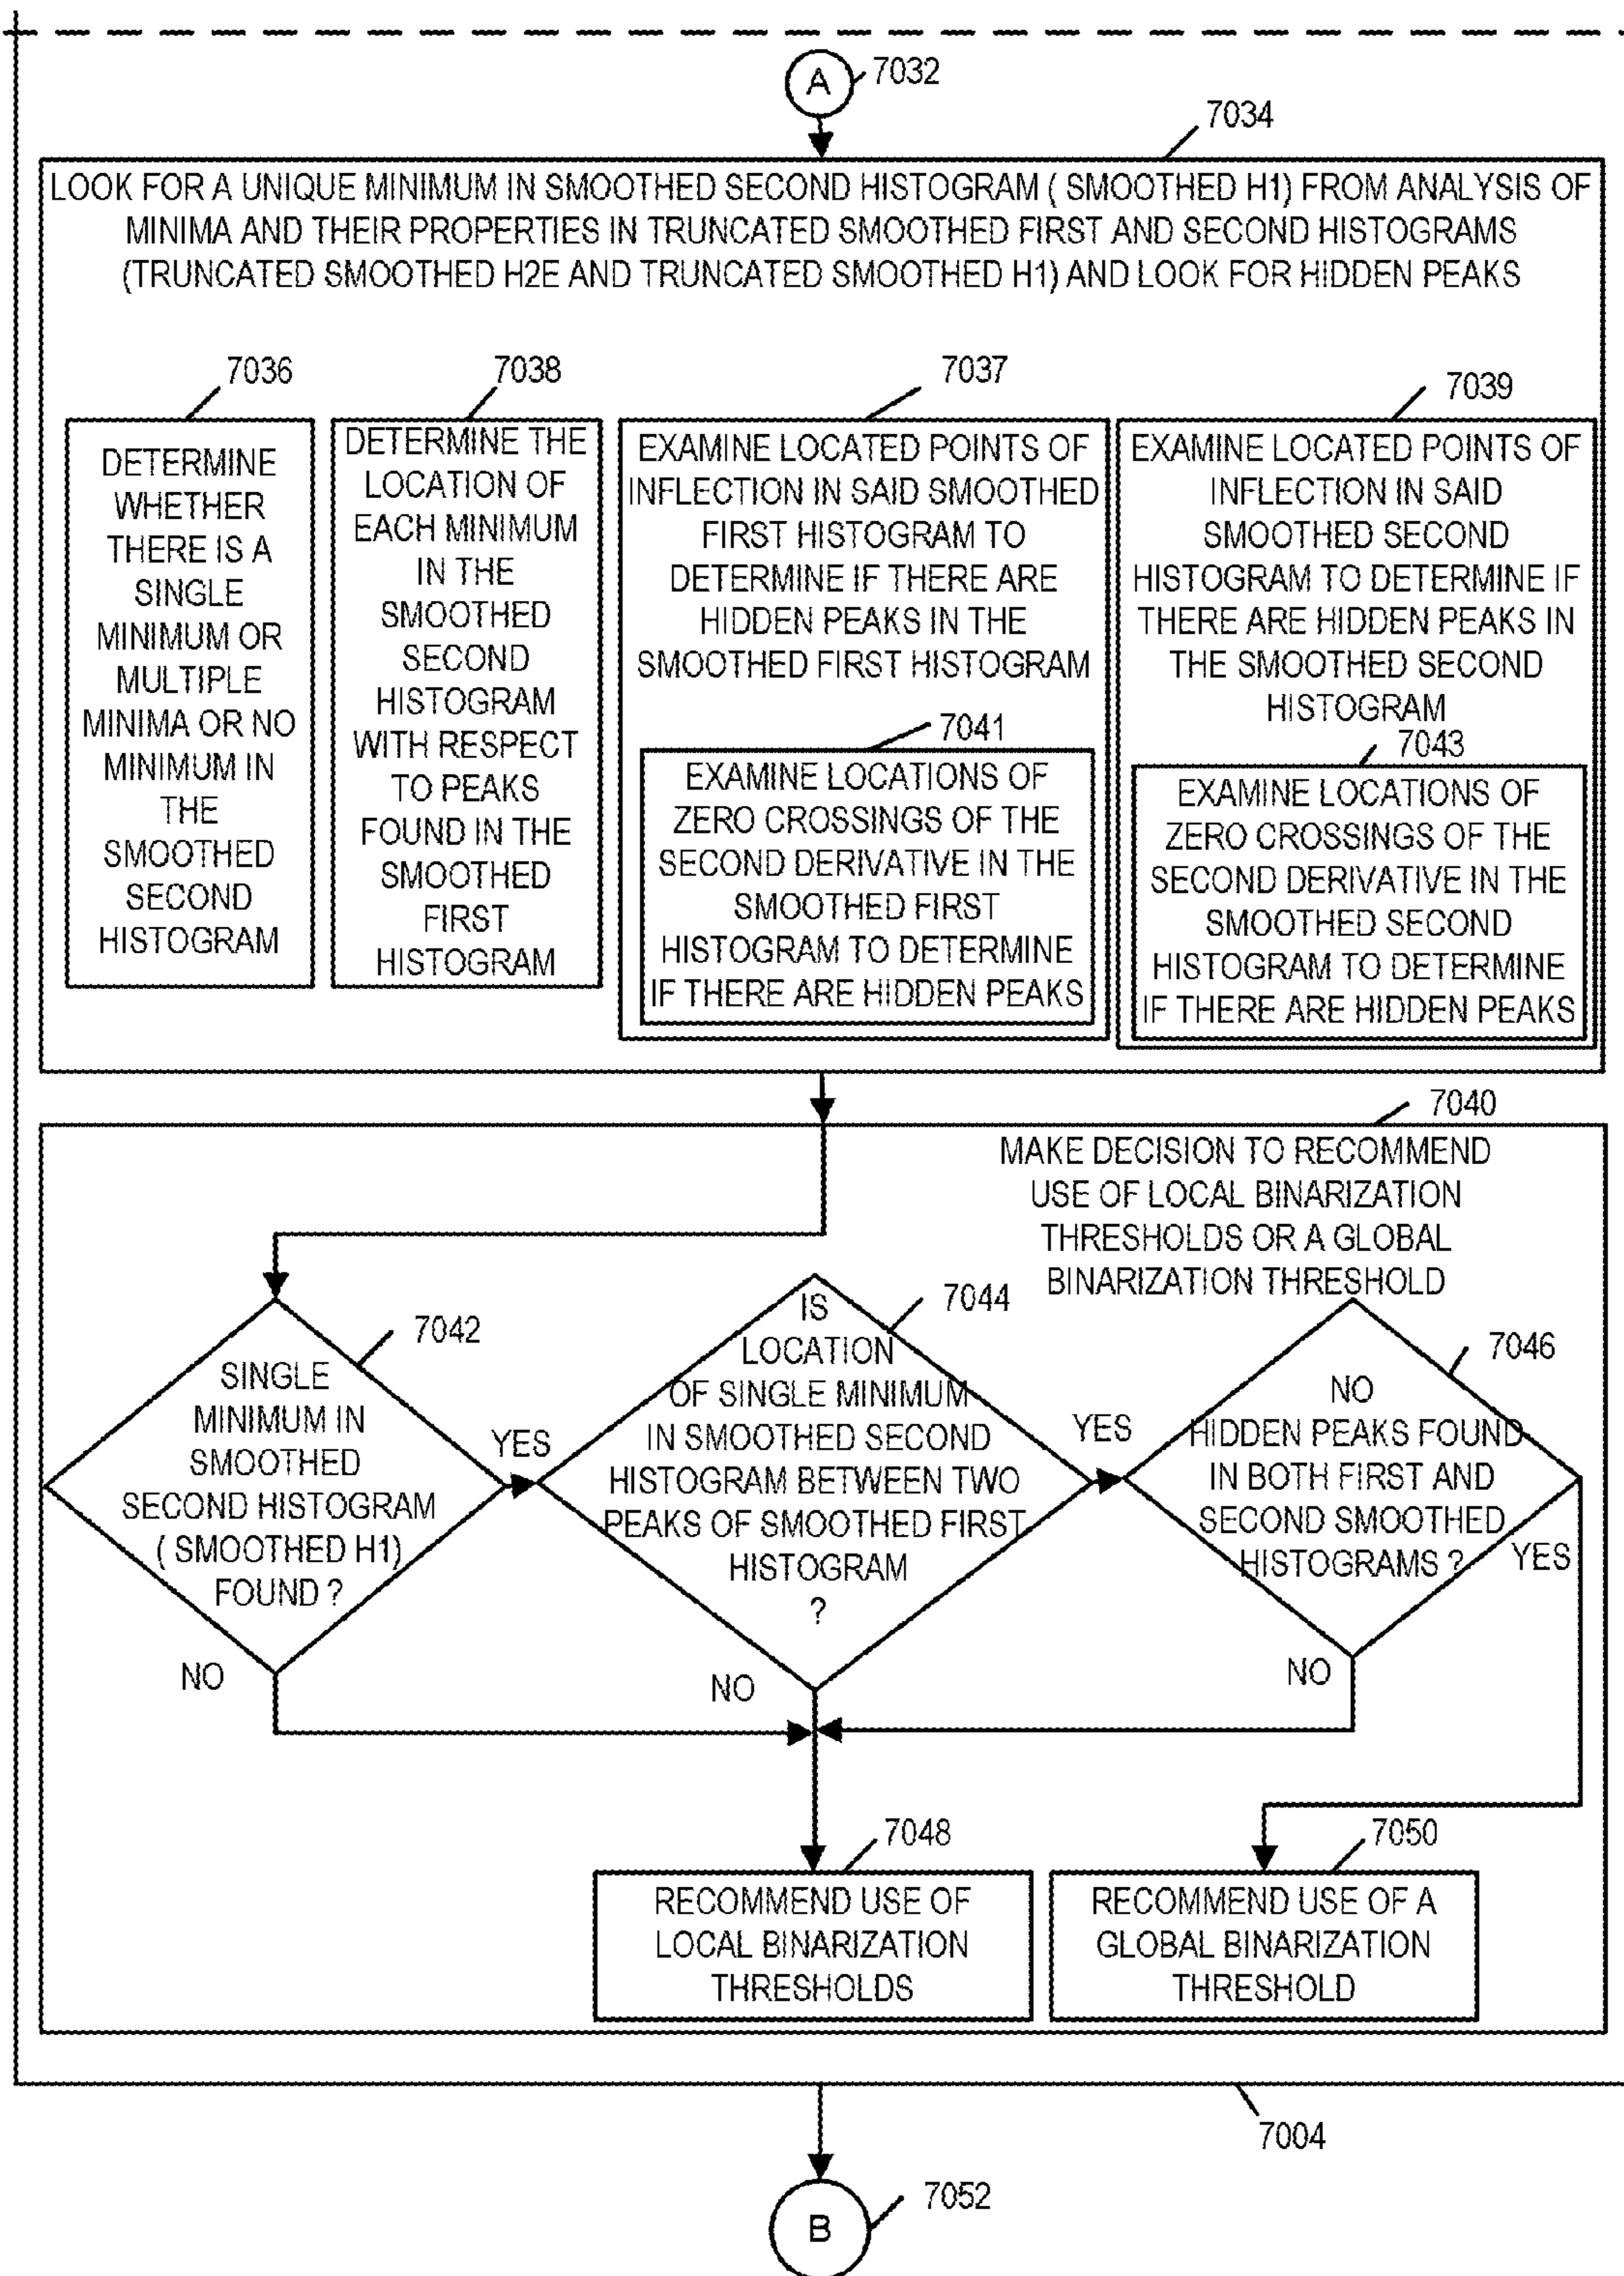 A
7032
7034
LOOK FOR A UNIQUE MINIMUM IN SMOOTHED SECOND HISTOGRAM ( SMOOTHED H1) FROM ANALYSIS OF
MINIMA AND THEIR PROPERTIES IN TRUNCATED SMOOTHED FIRST AND SECOND HISTOGRAMS
(TRUNCATED SMOOTHED H2E AND TRUNCATED SMOOTHED H1) AND LOOK FOR HIDDEN PEAKS
7036
DETERMINE
WHETHER
THERE IS A
SINGLE
MINIMUM OR
MULTIPLE
MINIMA OR NO
MINIMUM IN
THE
SMOOTHED
SECOND
HISTOGRAM
7038
DETERMINE THE
LOCATION OF
EACH MINIMUM
IN THE
SMOOTHED
SECOND
HISTOGRAM
WITH RESPECT
TO PEAKS
FOUND IN THE
SMOOTHED
FIRST
HISTOGRAM
7037
EXAMINE LOCATED POINTS OF
INFLECTION IN SAID SMOOTHED
FIRST HISTOGRAM TO
DETERMINE IF THERE ARE
HIDDEN PEAKS IN THE
SMOOTHED FIRST HISTOGRAM
7041
EXAMINE LOCATIONS OF
ZERO CROSSINGS OF THE
SECOND DERIVATIVE IN THE
SMOOTHED FIRST
HISTOGRAM TO DETERMINE
IF THERE ARE HIDDEN PEAKS
7039
EXAMINE LOCATED POINTS OF
INFLECTION IN SAID
SMOOTHED SECOND
HISTOGRAM TO DETERMINE IF
THERE ARE HIDDEN PEAKS IN
THE SMOOTHED SECOND
HISTOGRAM
7043
EXAMINE LOCATIONS OF
ZERO CROSSINGS OF THE
SECOND DERIVATIVE IN THE
SMOOTHED SECOND
HISTOGRAM TO DETERMINE
IF THERE ARE HIDDEN PEAKS
7040
MAKE DECISION TO RECOMMEND
USE OF LOCAL BINARIZATION
THRESHOLDS OR A GLOBAL
BINARIZATION THRESHOLD
7042
SINGLE
MINIMUM IN
SMOOTHED
SECOND HISTOGRAM
( SMOOTHED H1)
FOUND ?
YES
NO
7044
IS
LOCATION
OF SINGLE MINIMUM
IN SMOOTHED SECOND
HISTOGRAM BETWEEN TWO
PEAKS OF SMOOTHED FIRST
HISTOGRAM
?
YES
NO
7046
NO
HIDDEN PEAKS FOUND
IN BOTH FIRST AND
SECOND SMOOTHED
HISTOGRAMS ?
YES
NO
7048
RECOMMEND USE OF
LOCAL BINARIZATION
THRESHOLDS
7050
RECOMMEND USE OF A
GLOBAL BINARIZATION
THRESHOLD
7004
B
7052